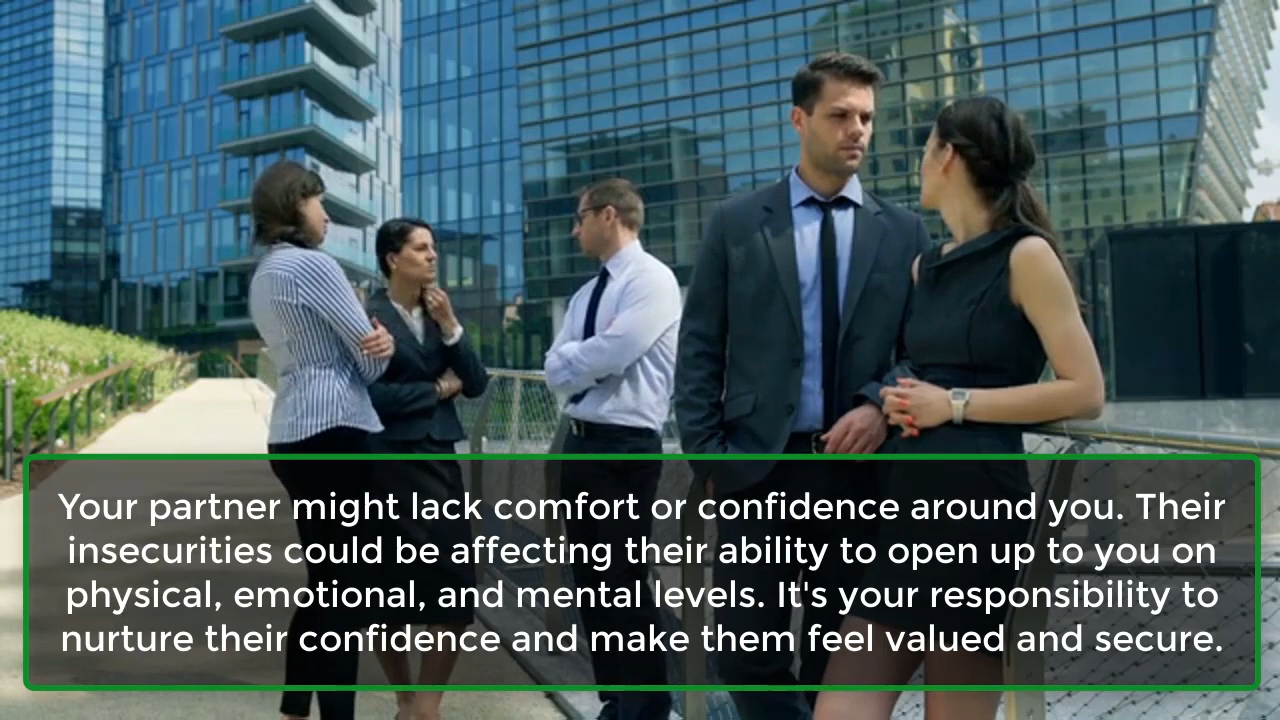 Your partner might lack comfort or confidence around you. Their
insecurities could be affecting their ability to open up to you on
physical, emotional, and mental levels. It's your responsibility to
nurture their confidence and make them feel valued and secure.